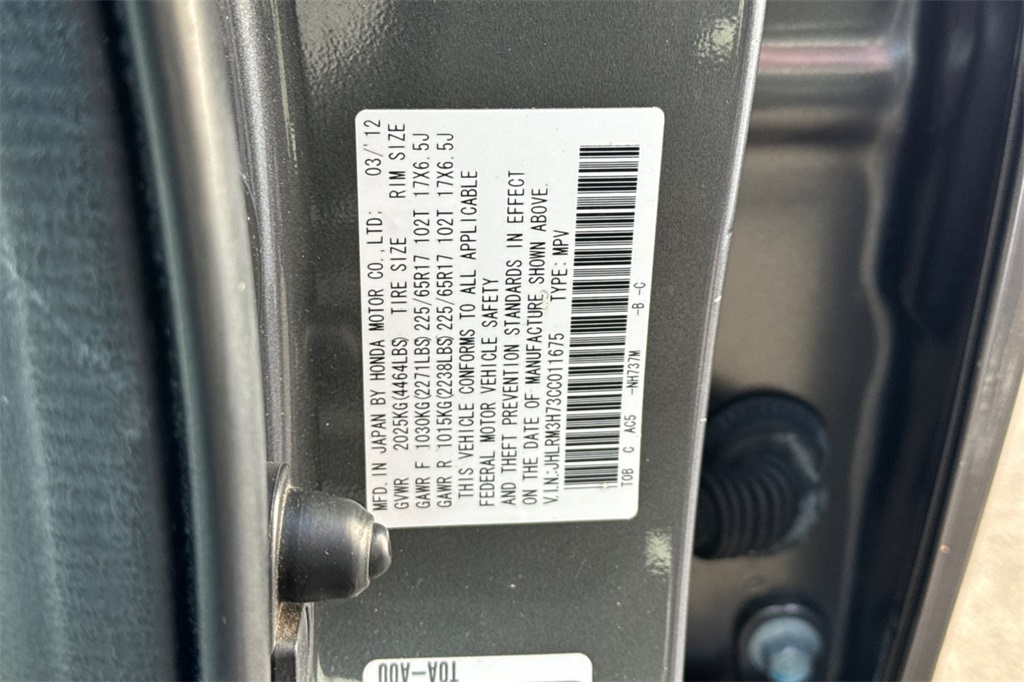 MFD. IN JAPAN BY HONDA MOTOR CO., LTD; 03/'12
GVWR 2025KG(4464LBS) TIRE SIZE RIM SIZE
GAWR F 1030KG(2271LBS) 225/65R17 102T 17X6.5J
GAWR R 1015KG(2238LBS) 225/65R17 102T 17X6.5J
THIS VEHICLE CONFORMS TO ALL APPLICABLE
FEDERAL MOTOR VEHICLE SAFETY
AND THEFT PREVENTION STANDARDS IN EFFECT
ON THE DATE OF MANUFACTURE SHOWN ABOVE.
V.I.N.:JHLRM3H73CC011675 TYPE: MPV
T0B C AC5 -NH737M -B -C
T0A-A00